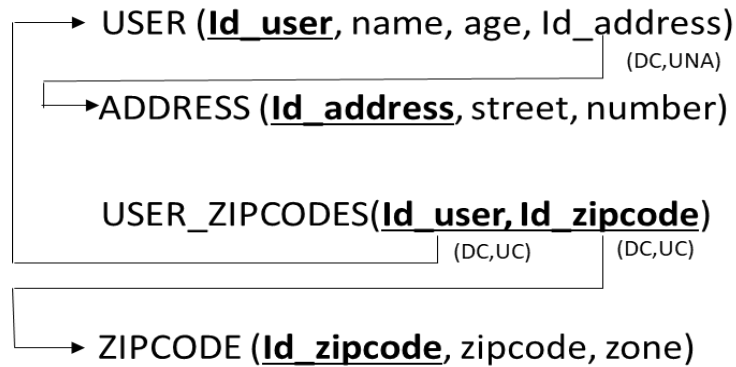 USER (Id_user, name, age, Id_address)
(DC,UNA)
ADDRESS (Id_address, street, number)
USER_ZIPCODES(Id_user, Id_zipcode)
(DC,UC) (DC,UC)
ZIPCODE (Id_zipcode, zipcode, zone)